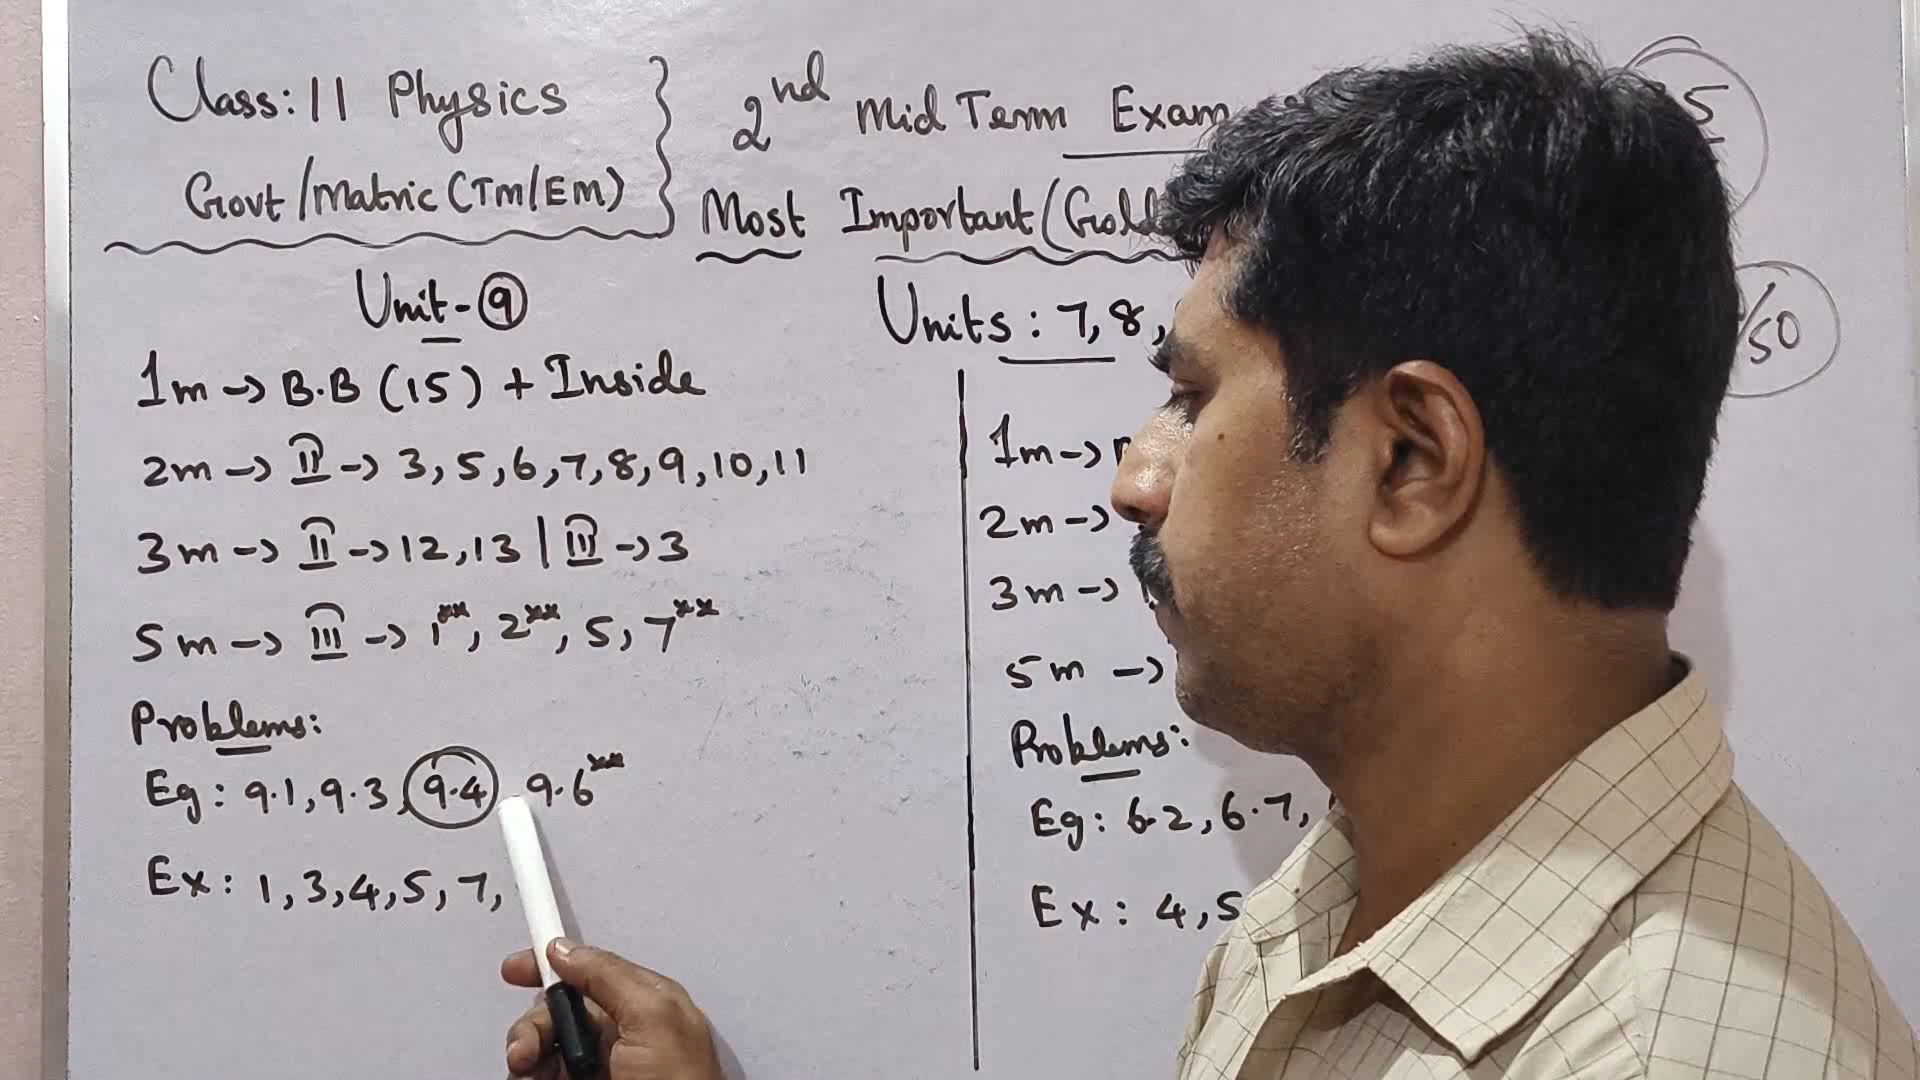 Class: 11 Physics
Govt/Matric (TM/EM)
2nd Mid Term Exam
5
Most Important (Gold
Unit-9
1m -> B.B (15) + Inside
2m -> II -> 3, 5, 6, 7, 8, 9, 10, 11
3m -> II -> 12, 13 | III -> 3
5m -> III -> 1**, 2**, 5, 7**
Problems:
Eg: 9.1, 9.3, 9.4 9.6**
Ex: 1, 3, 4, 5, 7,
Units: 7, 8,
/50
1m ->
2m ->
3m ->
5m ->
Problems:
Eg: 6.2, 6.7,
Ex: 4, 5